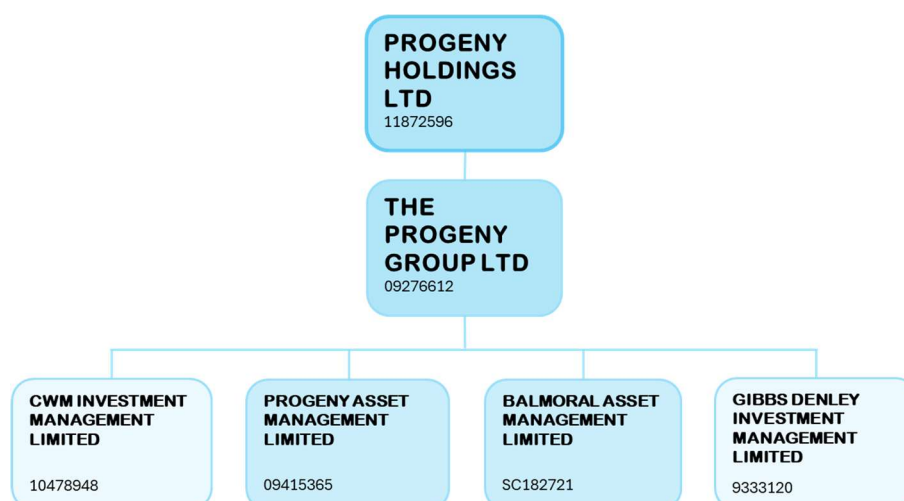 PROGENY
HOLDINGS
LTD
11872596
THE
PROGENY
GROUP LTD
09276612
CWM INVESTMENT
MANAGEMENT
LIMITED
10478948
PROGENY ASSET
MANAGEMENT
LIMITED
09415365
BALMORAL ASSET
MANAGEMENT
LIMITED
SC182721
GIBBS DENLEY
INVESTMENT
MANAGEMENT
LIMITED
9333120